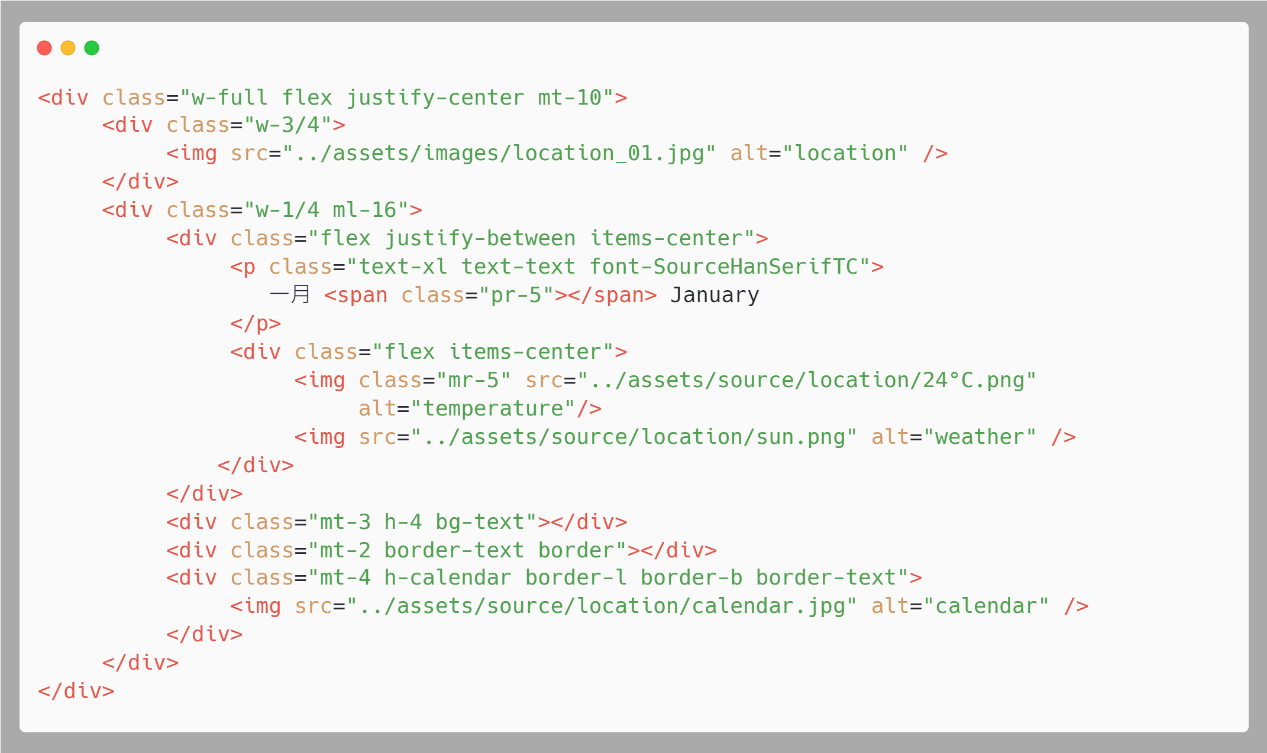 <div class="w-full flex justify-center mt-10">
<div class="w-3/4">
<img src="../assets/images/location_01.jpg" alt="location" />
</div>
<div class="w-1/4 ml-16">
<div class="flex justify-between items-center">
<p class="text-xl text-text font-SourceHanSerifTC">
一月 <span class="pr-5"></span> January
</p>
<div class="flex items-center">
<img class="mr-5" src="../assets/source/location/24°C.png"
alt="temperature"/>
<img src="../assets/source/location/sun.png" alt="weather" />
</div>
</div>
<div class="mt-3 h-4 bg-text"></div>
<div class="mt-2 border-text border"></div>
<div class="mt-4 h-calendar border-l border-b border-text">
<img src="../assets/source/location/calendar.jpg" alt="calendar" />
</div>
</div>
</div>